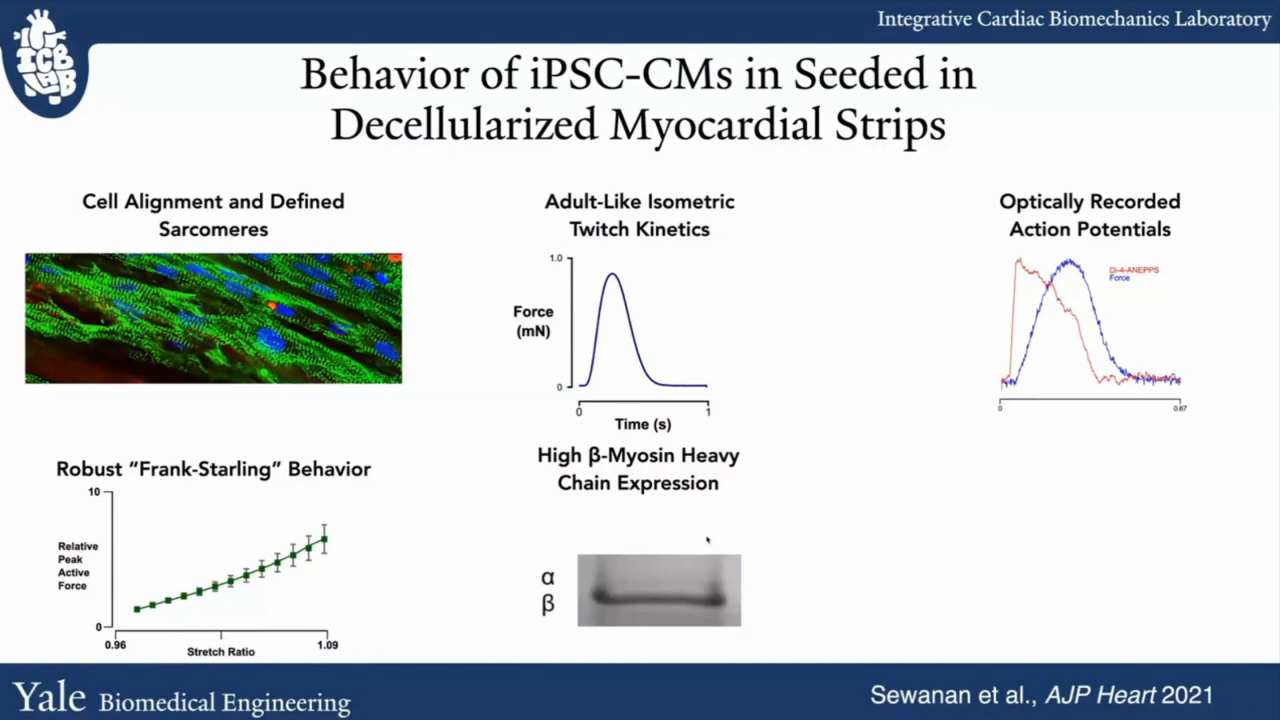 Integrative Cardiac Biomechanics Laboratory
ICB
LAB
Behavior of iPSC-CMs in Seeded in
Decellularized Myocardial Strips
Cell Alignment and Defined
Sarcomeres
Adult-Like Isometric
Twitch Kinetics
1.0
Force
(mN)
0
0
1
Time (s)
Optically Recorded
Action Potentials
Di-4-ANEPPS
Force
0
0.67
Robust “Frank-Starling” Behavior
10
Relative
Peak
Active
Force
0
0.96
1.09
Stretch Ratio
High β-Myosin Heavy
Chain Expression
α
β
Yale Biomedical Engineering
Sewanan et al., AJP Heart 2021